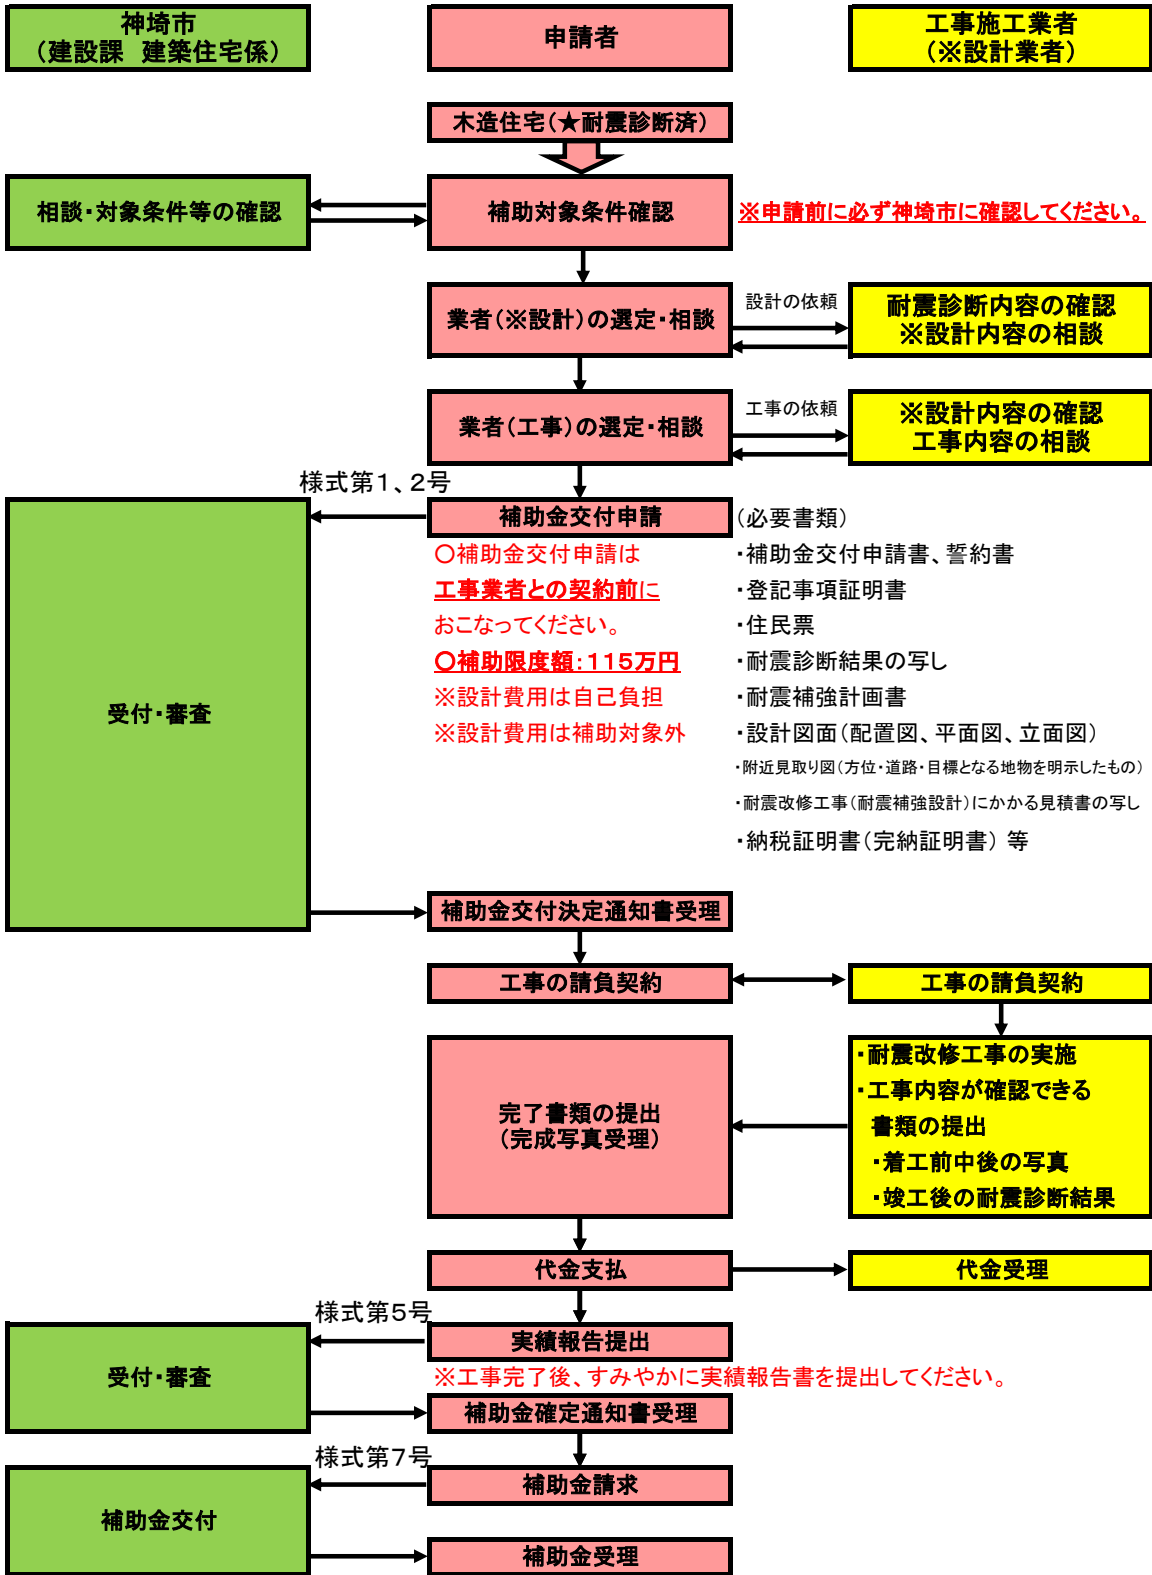 神埼市
（建設課　建築住宅係）
申請者
工事施工業者
（※設計業者）
木造住宅（★耐震診断済）
相談・対象条件等の確認
補助対象条件確認
※申請前に必ず神埼市に確認してください。
業者（※設計）の選定・相談
設計の依頼
耐震診断内容の確認
※設計内容の相談
業者（工事）の選定・相談
工事の依頼
※設計内容の確認
工事内容の相談
様式第１、２号
補助金交付申請
（必要書類）
〇補助金交付申請は
・補助金交付申請書、誓約書
工事業者との契約前に
・登記事項証明書
おこなってください。
・住民票
〇補助限度額：１１５万円
・耐震診断結果の写し
※設計費用は自己負担
・耐震補強計画書
受付・審査
※設計費用は補助対象外
・設計図面（配置図、平面図、立面図）
・附近見取り図（方位・道路・目標となる地物を明示したもの）
・耐震改修工事（耐震補強設計）にかかる見積書の写し
・納税証明書（完納証明書） 等
補助金交付決定通知書受理
工事の請負契約
工事の請負契約
完了書類の提出
（完成写真受理）
・耐震改修工事の実施
・工事内容が確認できる
書類の提出
・着工前中後の写真
・竣工後の耐震診断結果
代金支払
代金受理
様式第５号
実績報告提出
受付・審査
※工事完了後、すみやかに実績報告書を提出してください。
補助金確定通知書受理
様式第７号
補助金請求
補助金交付
補助金受理